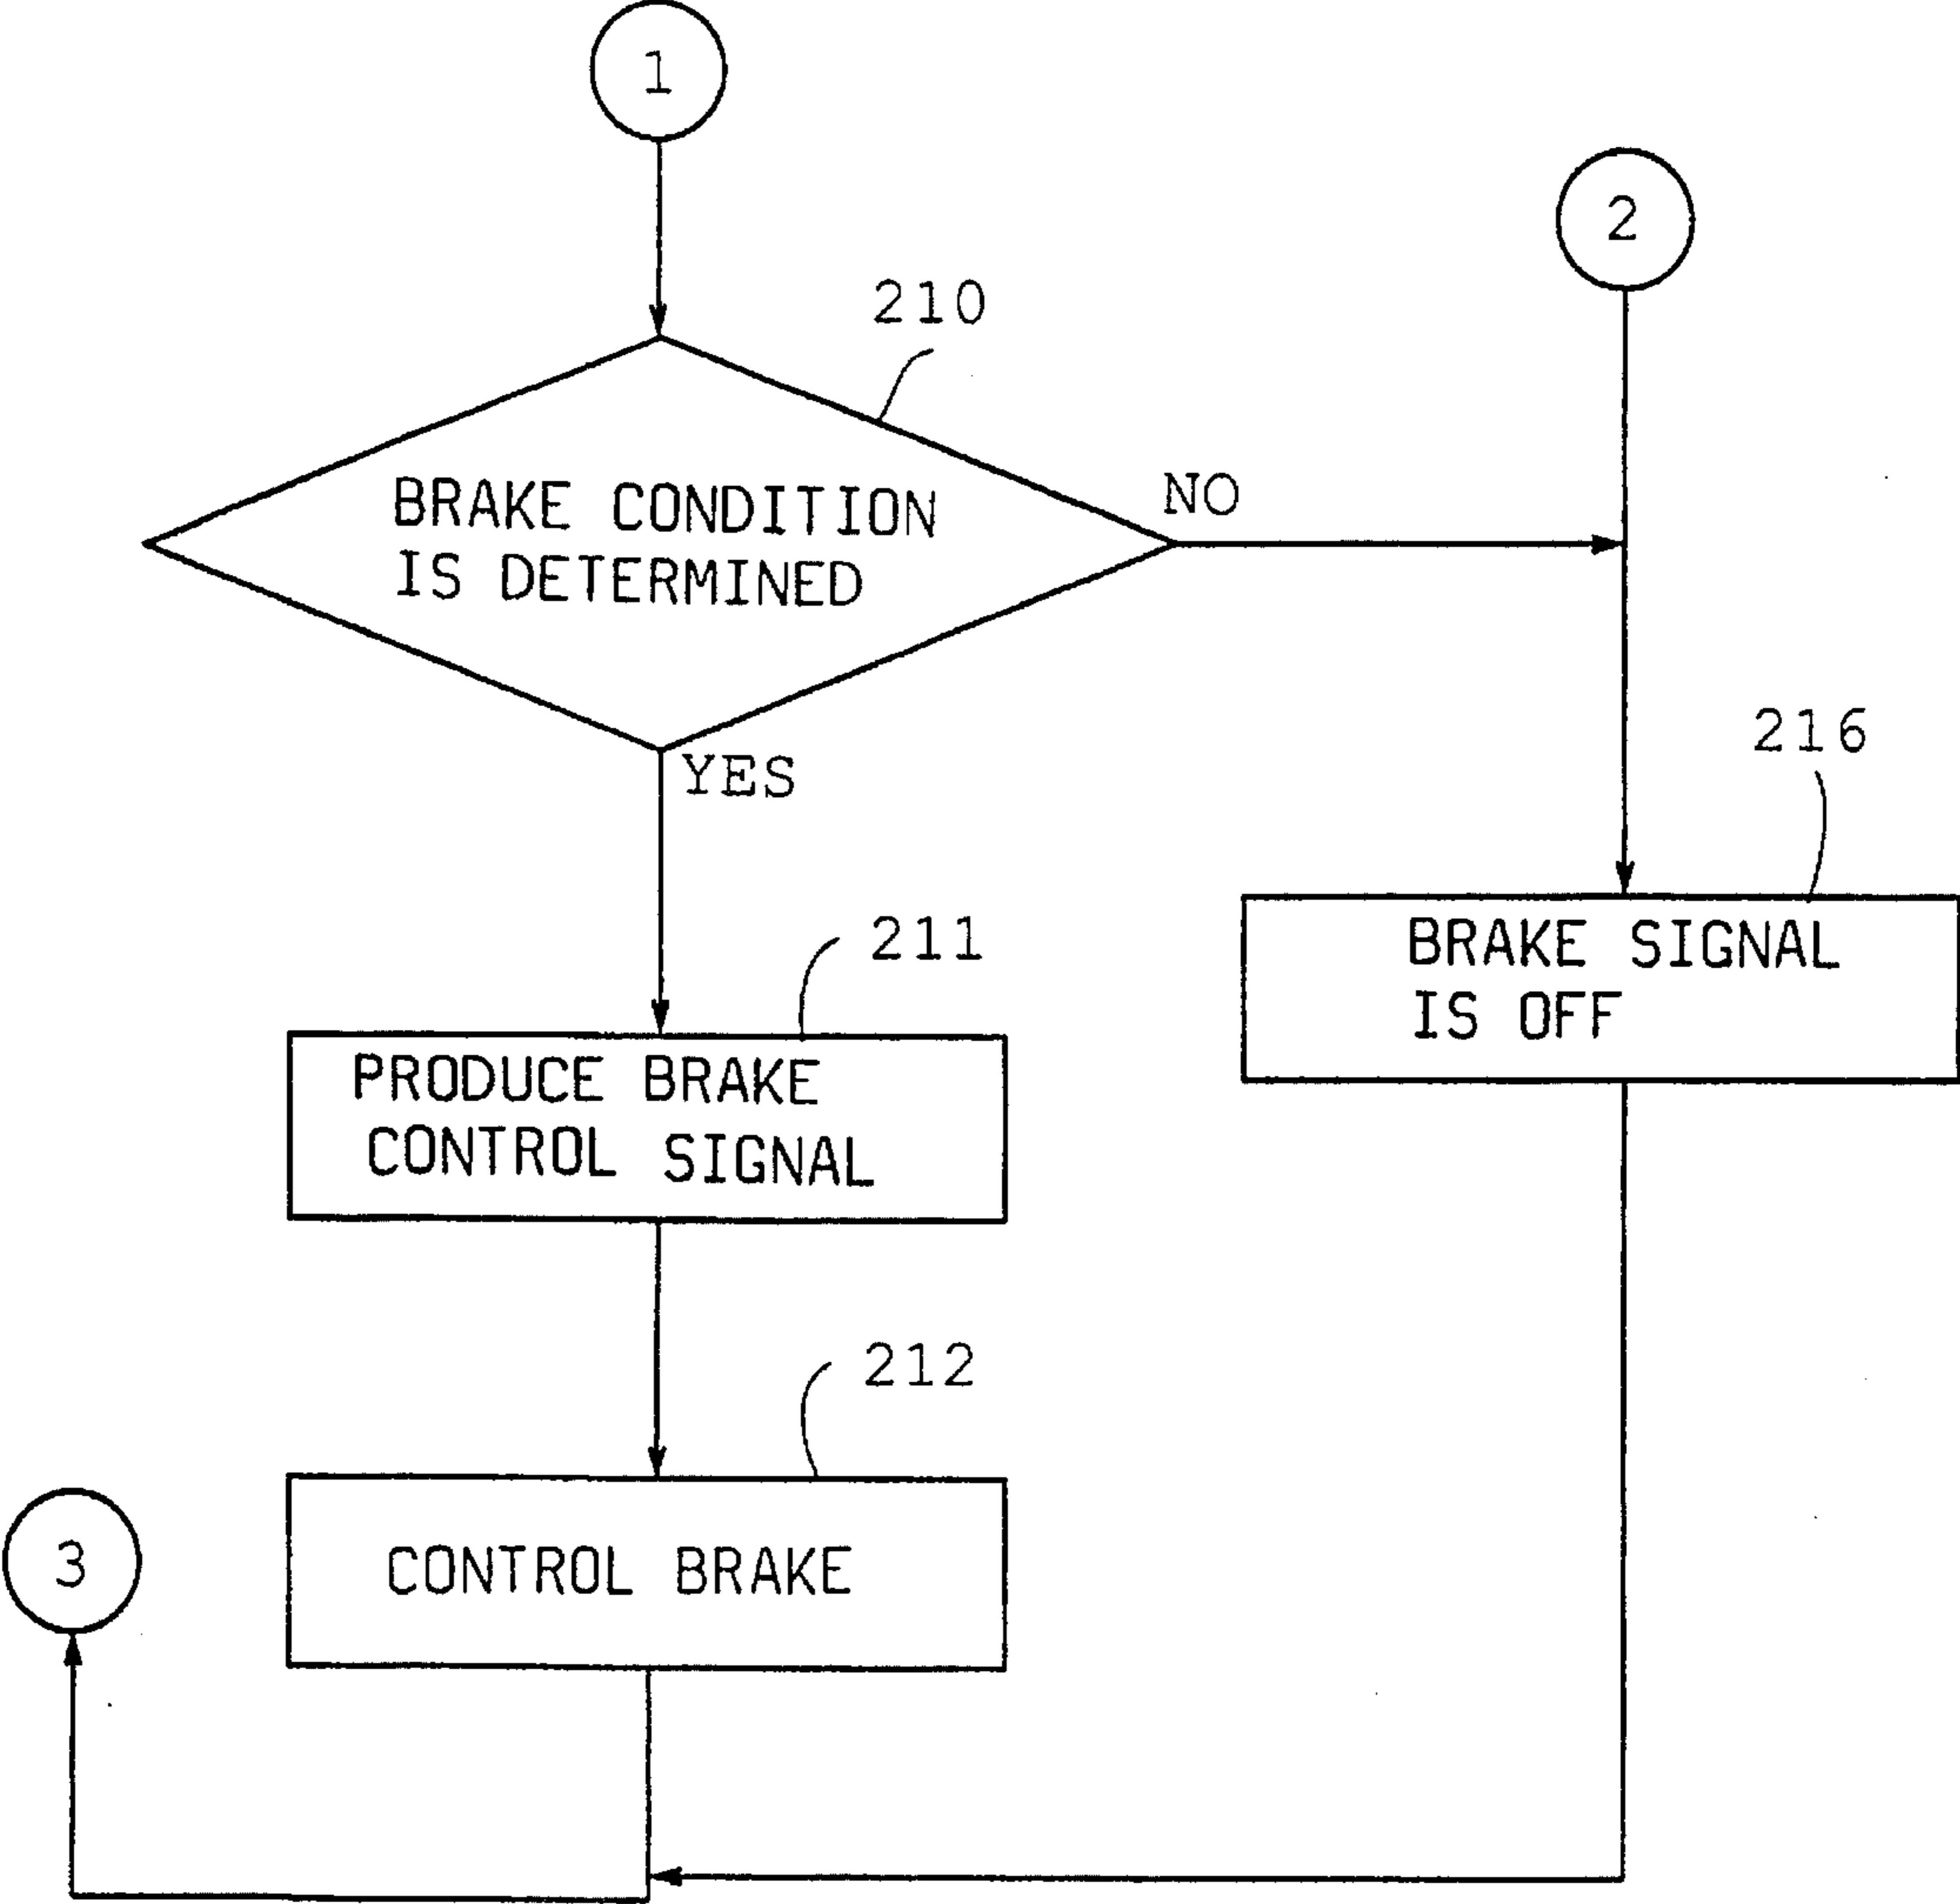 1
2
210
BRAKE CONDITION
IS DETERMINED
NO
YES
216
BRAKE SIGNAL
IS OFF
211
PRODUCE BRAKE
CONTROL SIGNAL
212
CONTROL BRAKE
3